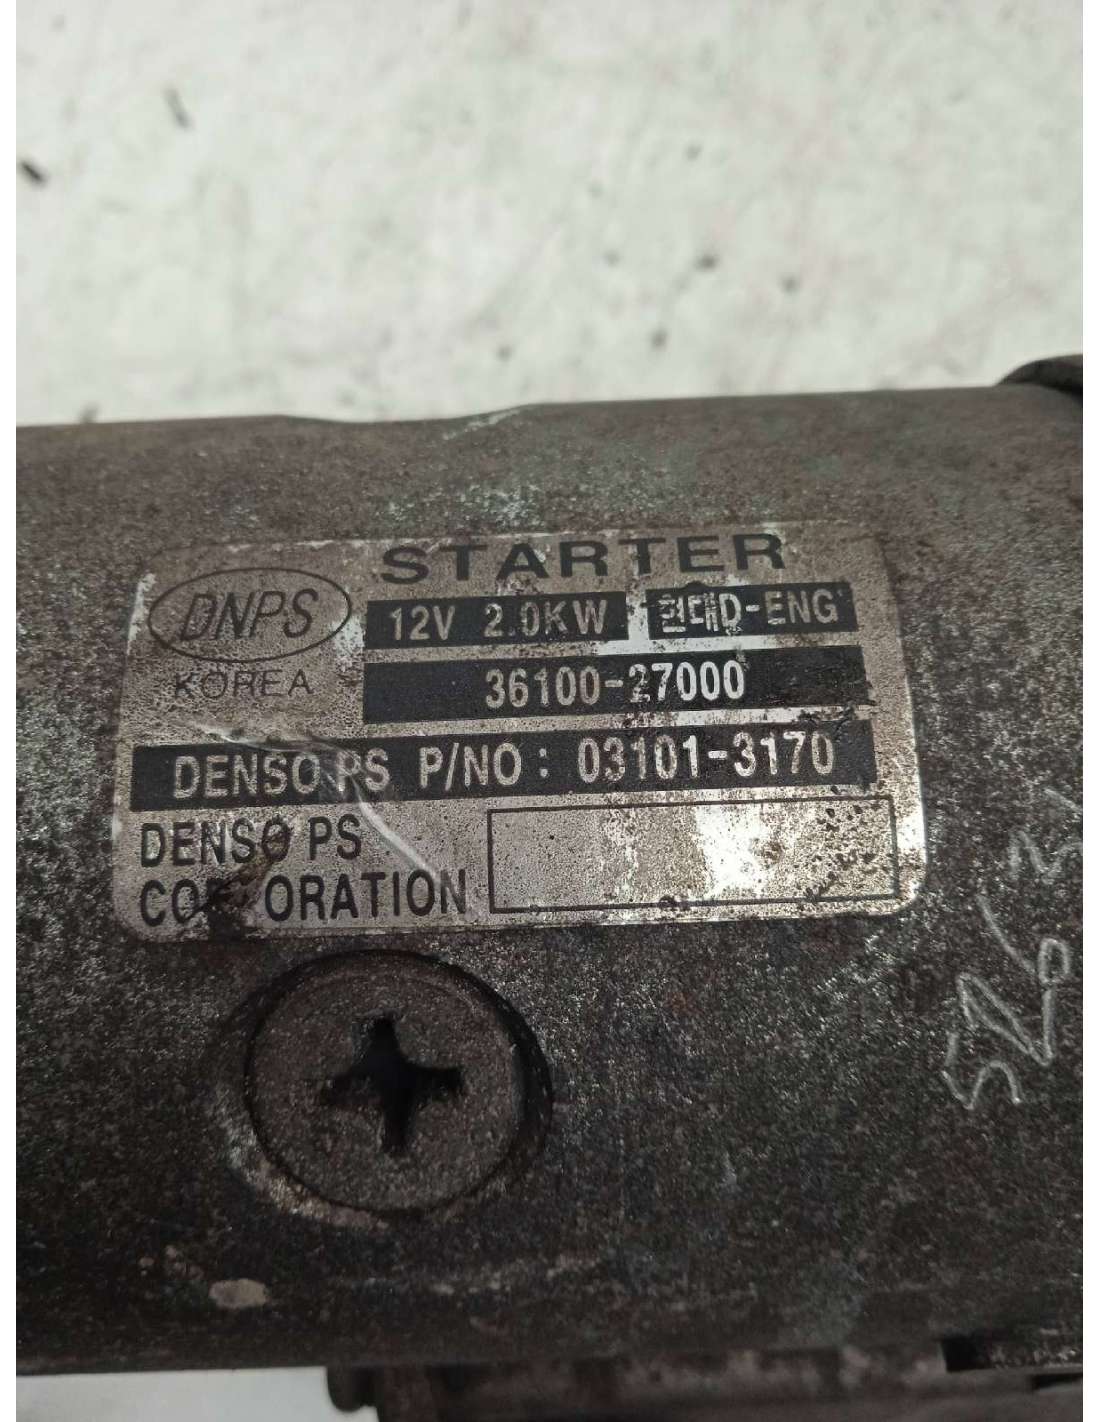 STARTER
DNPS
12V 2.0KW 현대D-ENG
KOREA
36100-27000
DENSO PS P/NO : 03101-3170
DENSO PS
CORPORATION